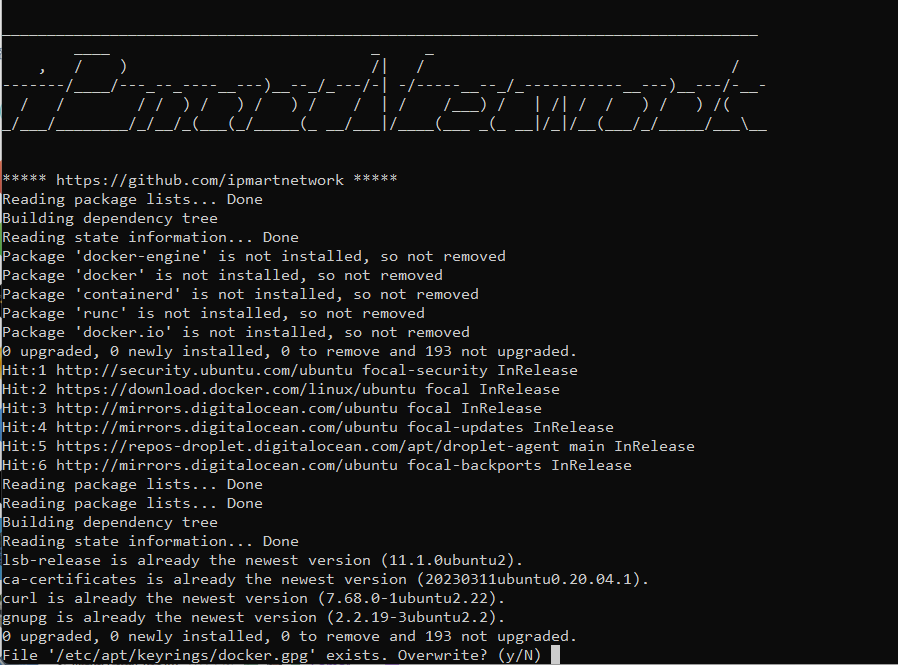 ***** https://github.com/ipmartnetwork *****
Reading package lists... Done
Building dependency tree
Reading state information... Done
Package 'docker-engine' is not installed, so not removed
Package 'docker' is not installed, so not removed
Package 'containerd' is not installed, so not removed
Package 'runc' is not installed, so not removed
Package 'docker.io' is not installed, so not removed
0 upgraded, 0 newly installed, 0 to remove and 193 not upgraded.
Hit:1 http://security.ubuntu.com/ubuntu focal-security InRelease
Hit:2 https://download.docker.com/linux/ubuntu focal InRelease
Hit:3 http://mirrors.digitalocean.com/ubuntu focal InRelease
Hit:4 http://mirrors.digitalocean.com/ubuntu focal-updates InRelease
Hit:5 https://repos-droplet.digitalocean.com/apt/droplet-agent main InRelease
Hit:6 http://mirrors.digitalocean.com/ubuntu focal-backports InRelease
Reading package lists... Done
Reading package lists... Done
Building dependency tree
Reading state information... Done
lsb-release is already the newest version (11.1.0ubuntu2).
ca-certificates is already the newest version (20230311ubuntu0.20.04.1).
curl is already the newest version (7.68.0-1ubuntu2.22).
gnupg is already the newest version (2.2.19-3ubuntu2.2).
0 upgraded, 0 newly installed, 0 to remove and 193 not upgraded.
File '/etc/apt/keyrings/docker.gpg' exists. Overwrite? (y/N)